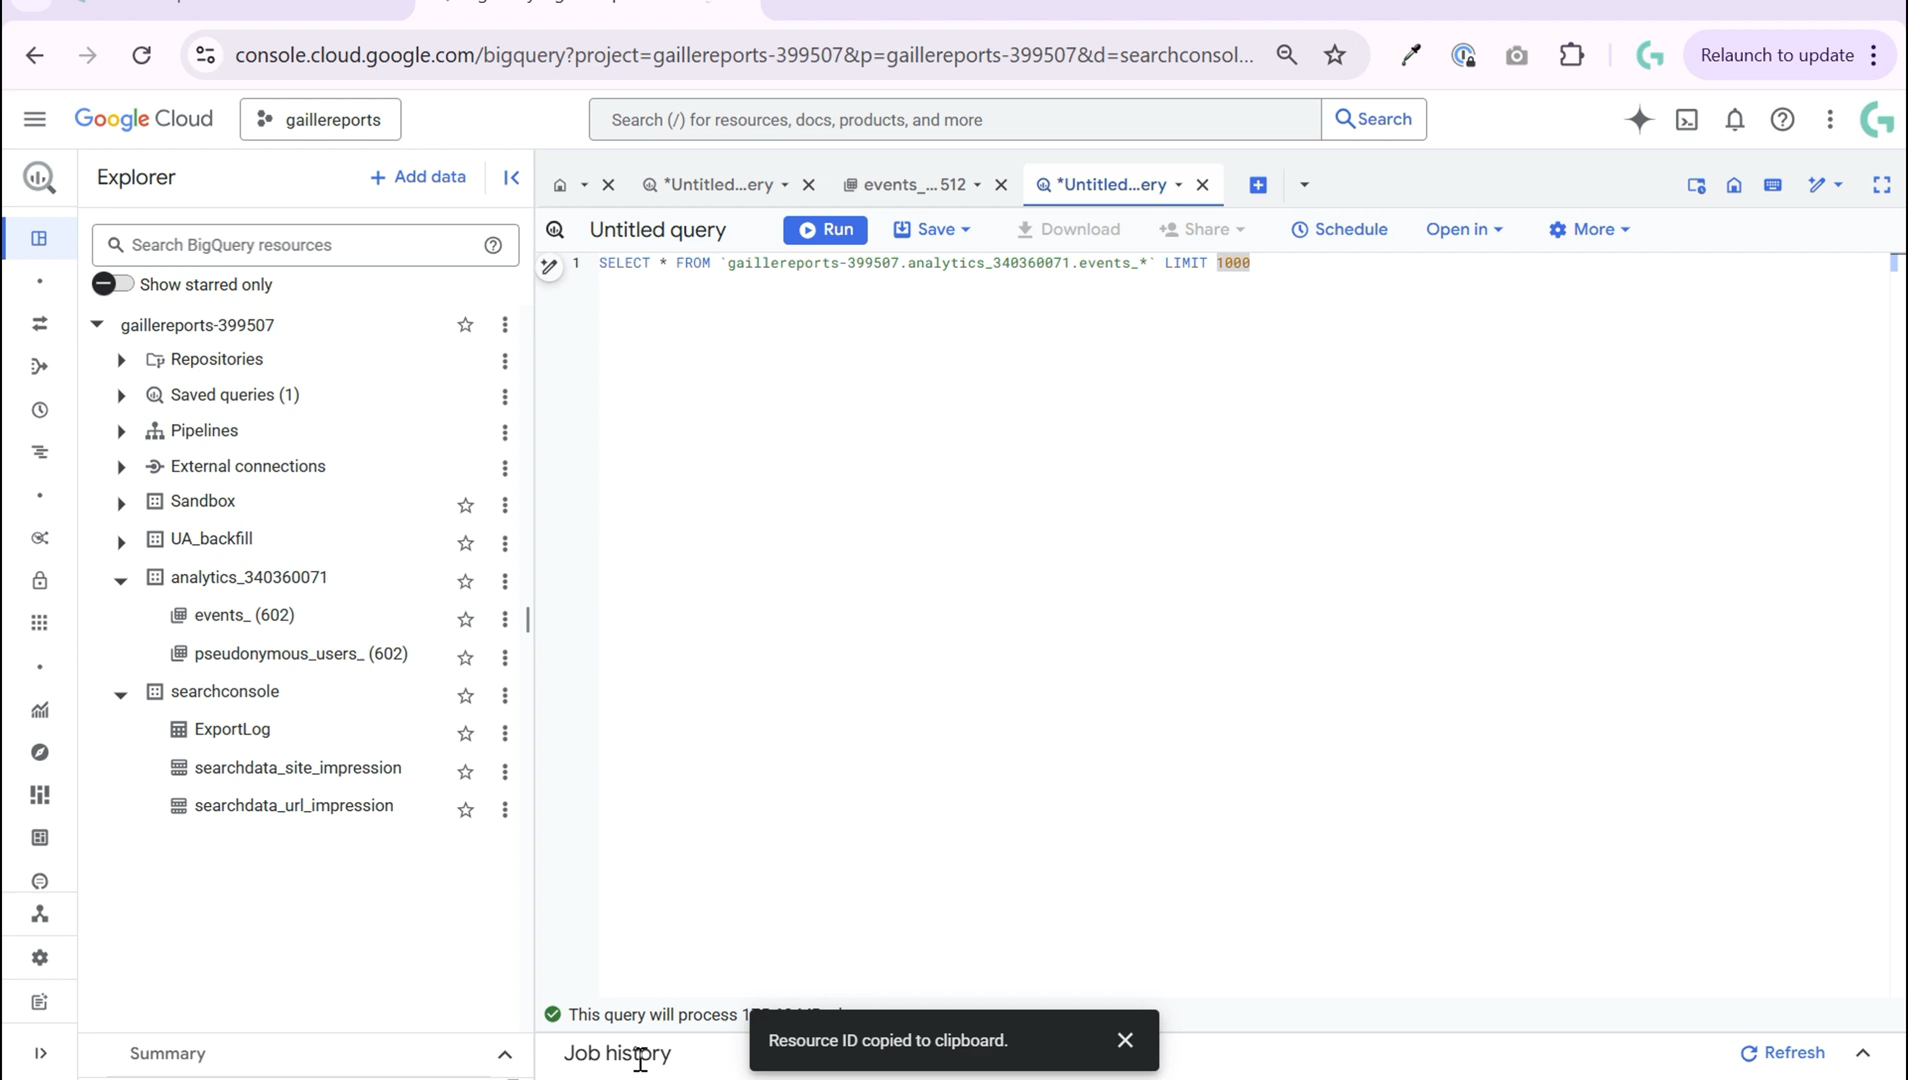 console.cloud.google.com/bigquery?project=gaillereports-399507&p=gaillereports-399507&d=searchconsol...
Relaunch to update
Google Cloud
gaillereports
Search (/) for resources, docs, products, and more
Search
Explorer
+ Add data
*Untitled...ery
events_... 512
*Untitled...ery
Search BigQuery resources
Untitled query
Run
Save
Download
Share
Schedule
Open in
More
1 SELECT * FROM `gaillereports-399507.analytics_340360071.events_*` LIMIT 1000
Show starred only
gaillereports-399507
Repositories
Saved queries (1)
Pipelines
External connections
Sandbox
UA_backfill
analytics_340360071
events_ (602)
pseudonymous_users_ (602)
searchconsole
ExportLog
searchdata_site_impression
searchdata_url_impression
This query will process
Resource ID copied to clipboard.
Summary
Job history
Refresh